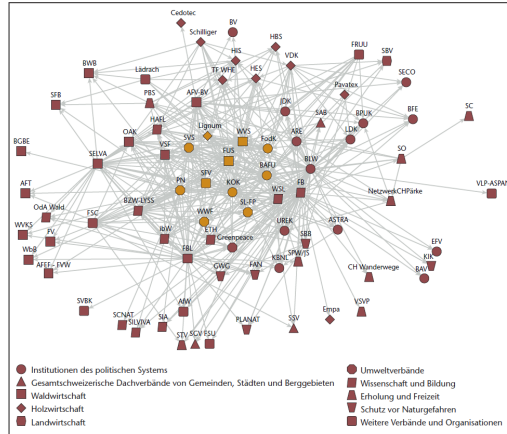 Cedotec
BV
Schilliger
HBS
HIS
VDK
FRUU
SBV
BWB
Lädrach
TF WHE
HES
SECO
PBS
AFV-BV
Pavatex
SFB
JDK
SC
HAFL
Lignum
SAB
BPUK
BFE
WVS
FodK
ARE
LDK
OAK
SVS
VSF
BGBE
FUS
SO
SELVA
BAFU
BLW
SFV
AFT
PN
KOK
WSL
FB
NetzwerkCHPärke
VLP-ASPAN
OdA Wald
BZW-LYSS
SL-FP
WVKS
FSC
WWF
UREK
ASTRA
FV
ETH
SBB
WbB
Greenpeace
EFV
FBL
SPW/JS
KIK
AFEF – FVW
GWG
FAN
KBNL
CH Wanderwege
BAV
SVBK
AIW
VSVP
SCNAT
SILVIVA
SIA
Empa
PLANAT
SSV
STV
SGV
FSU
Institutionen des politischen Systems
Gesamtschweizerische Dachverbände von Gemeinden, Städten und Berggebieten
Waldwirtschaft
Holzwirtschaft
Landwirtschaft
Umweltverbände
Wissenschaft und Bildung
Erholung und Freizeit
Schutz vor Naturgefahren
Weitere Verbände und Organisationen